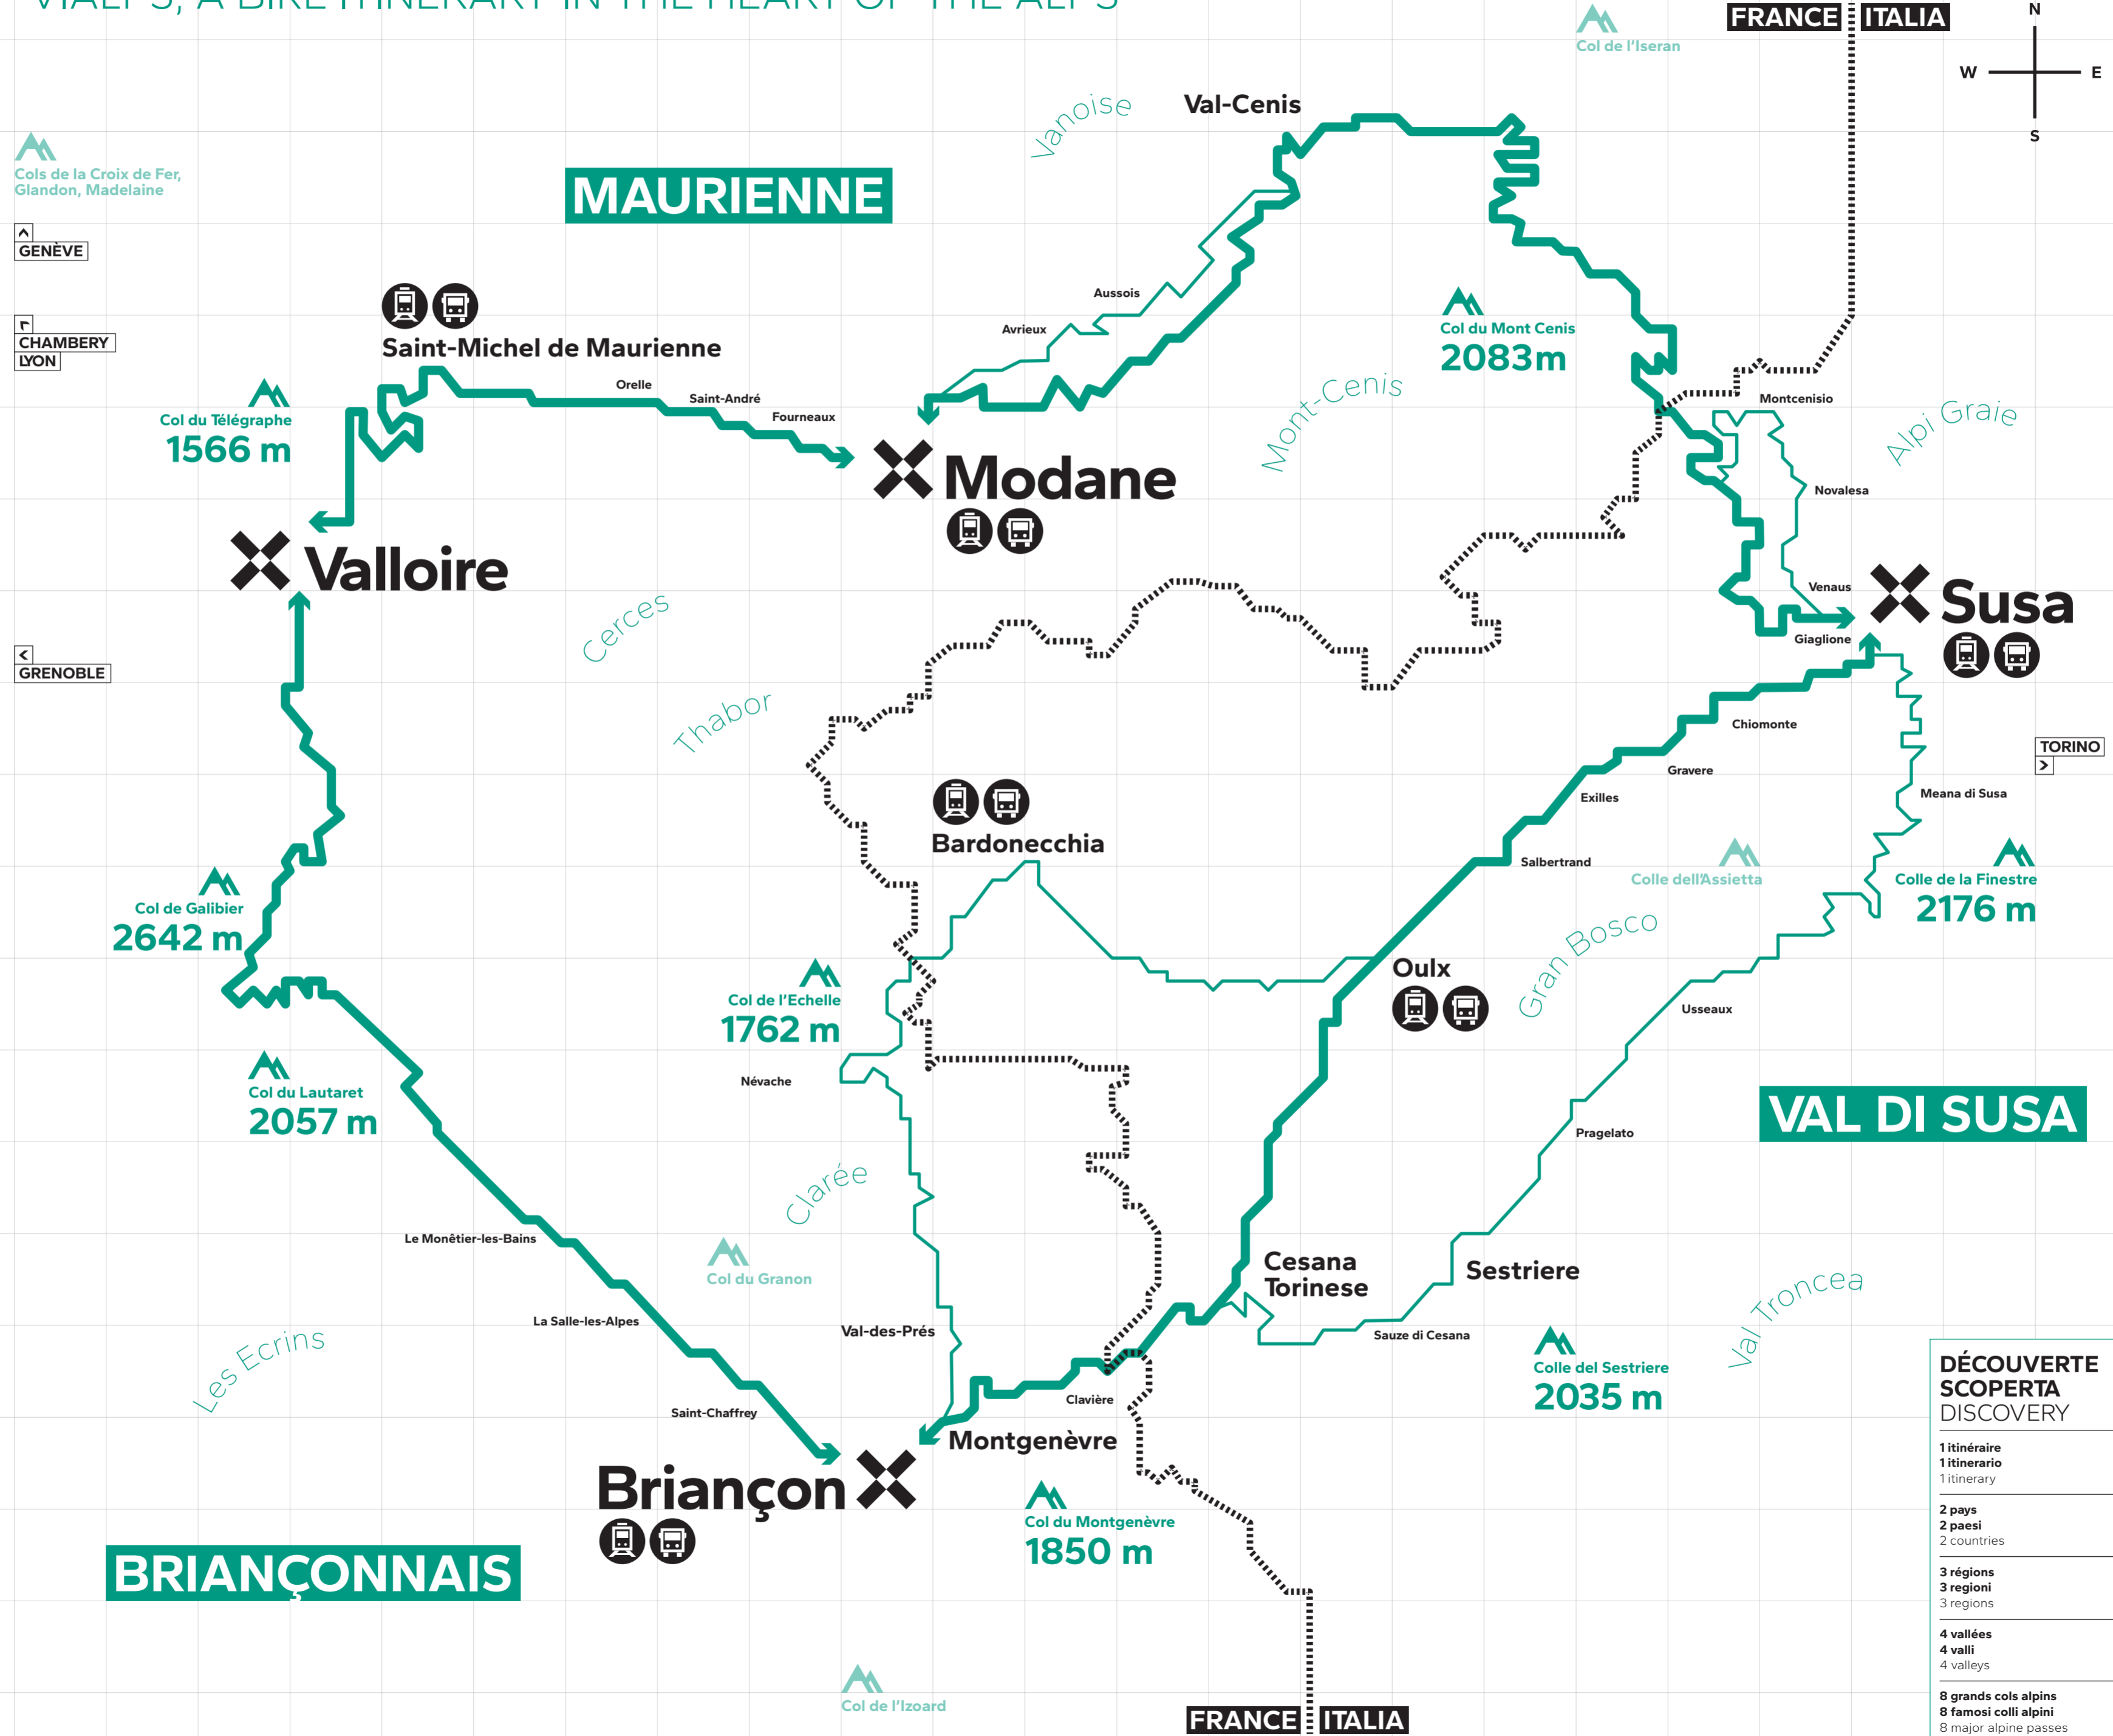 VIALPS, A BIKE ITINERARY IN THE HEART OF THE ALPS
FRANCE ITALIA
N
W E
S
Col de l'Iseran
Val-Cenis
Vanoise
Cols de la Croix de Fer,
Glandon, Madelaine
MAURIENNE
GENÈVE
CHAMBERY
LYON
Saint-Michel de Maurienne
Aussois
Avrieux
Col du Mont Cenis
2083m
Orelle
Saint-André
Fourneaux
Col du Télégraphe
1566 m
Mont-Cenis
Montcenisio
Alpi Graie
Modane
Novalesa
Valloire
Venaus
Susa
Giaglione
Cerces
GRENOBLE
Thabor
Chiomonte
TORINO
Gravere
Exilles
Meana di Susa
Bardonecchia
Salbertrand
Colle dell'Assietta
Colle de la Finestre
2176 m
Col de Galibier
2642 m
Gran Bosco
Oulx
Col de l'Echelle
1762 m
Usseaux
Col du Lautaret
2057 m
Névache
VAL DI SUSA
Pragelato
Clarée
Le Monêtier-les-Bains
Col du Granon
Cesana
Torinese
Sestriere
Val Troncea
La Salle-les-Alpes
Val-des-Prés
Sauze di Cesana
Les Ecrins
Colle del Sestriere
2035 m
Saint-Chaffrey
Clavière
Montgenèvre
Briançon
Col du Montgenèvre
1850 m
BRIANÇONNAIS
Col de l'Izoard
FRANCE ITALIA
DÉCOUVERTE
SCOPERTA
DISCOVERY
1 itinéraire
1 itinerario
1 itinerary
2 pays
2 paesi
2 countries
3 régions
3 regioni
3 regions
4 vallées
4 valli
4 valleys
8 grands cols alpins
8 famosi colli alpini
8 major alpine passes